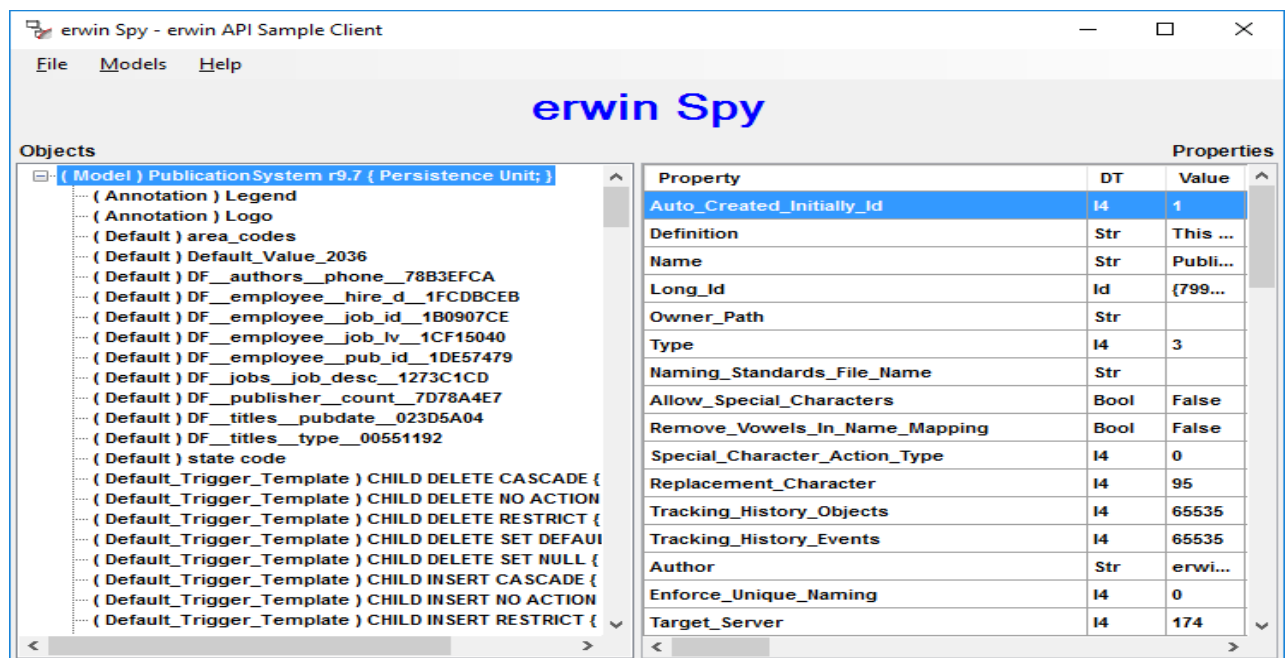 erwin Spy - erwin API Sample Client
File Models Help
erwin Spy
Objects
Properties
( Model ) PublicationSystem r9.7 { Persistence Unit; }
( Annotation ) Legend
( Annotation ) Logo
( Default ) area_codes
( Default ) Default_Value_2036
( Default ) DF__authors__phone__78B3EFCA
( Default ) DF__employee__hire_d__1FCDBCEB
( Default ) DF__employee__job_id__1B0907CE
( Default ) DF__employee__job_lv__1CF15040
( Default ) DF__employee__pub_id__1DE57479
( Default ) DF__jobs__job_desc__1273C1CD
( Default ) DF__publisher__count__7D78A4E7
( Default ) DF__titles__pubdate__023D5A04
( Default ) DF__titles__type__00551192
( Default ) state code
( Default_Trigger_Template ) CHILD DELETE CASCADE {
( Default_Trigger_Template ) CHILD DELETE NO ACTION
( Default_Trigger_Template ) CHILD DELETE RESTRICT {
( Default_Trigger_Template ) CHILD DELETE SET DEFAUI
( Default_Trigger_Template ) CHILD DELETE SET NULL {
( Default_Trigger_Template ) CHILD INSERT CASCADE {
( Default_Trigger_Template ) CHILD INSERT NO ACTION
( Default_Trigger_Template ) CHILD INSERT RESTRICT {
Property DT Value
Auto_Created_Initially_Id I4 1
Definition Str This ...
Name Str Publi...
Long_Id Id {799...
Owner_Path Str
Type I4 3
Naming_Standards_File_Name Str
Allow_Special_Characters Bool False
Remove_Vowels_In_Name_Mapping Bool False
Special_Character_Action_Type I4 0
Replacement_Character I4 95
Tracking_History_Objects I4 65535
Tracking_History_Events I4 65535
Author Str erwi...
Enforce_Unique_Naming I4 0
Target_Server I4 174